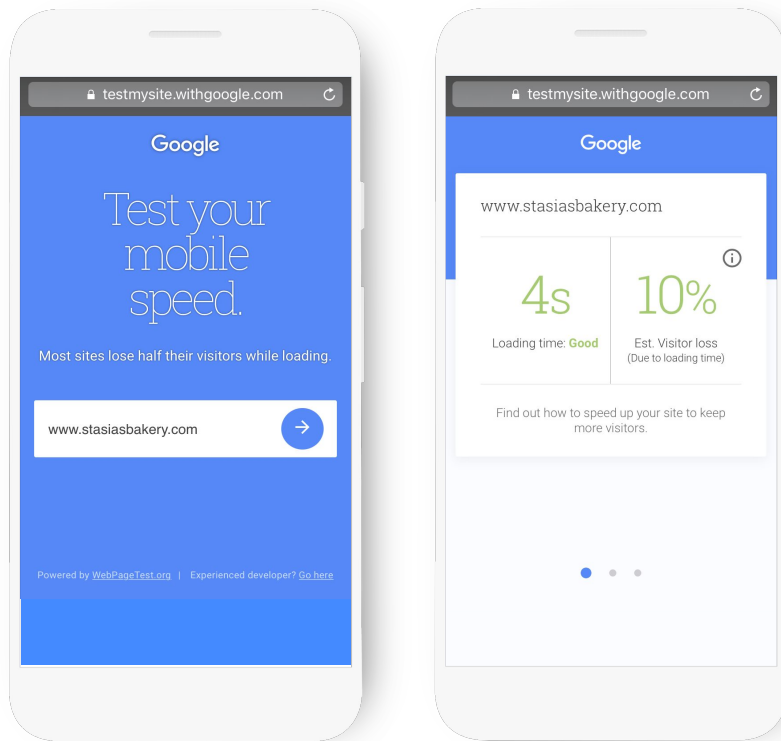 testmysite.withgoogle.com
Google
Test your
mobile
speed.
Most sites lose half their visitors while loading.
www.stasiasbakery.com
Powered by WebPageTest.org | Experienced developer? Go here
testmysite.withgoogle.com
Google
www.stasiasbakery.com
4s
Loading time: Good
10%
Est. Visitor loss
(Due to loading time)
Find out how to speed up your site to keep
more visitors.